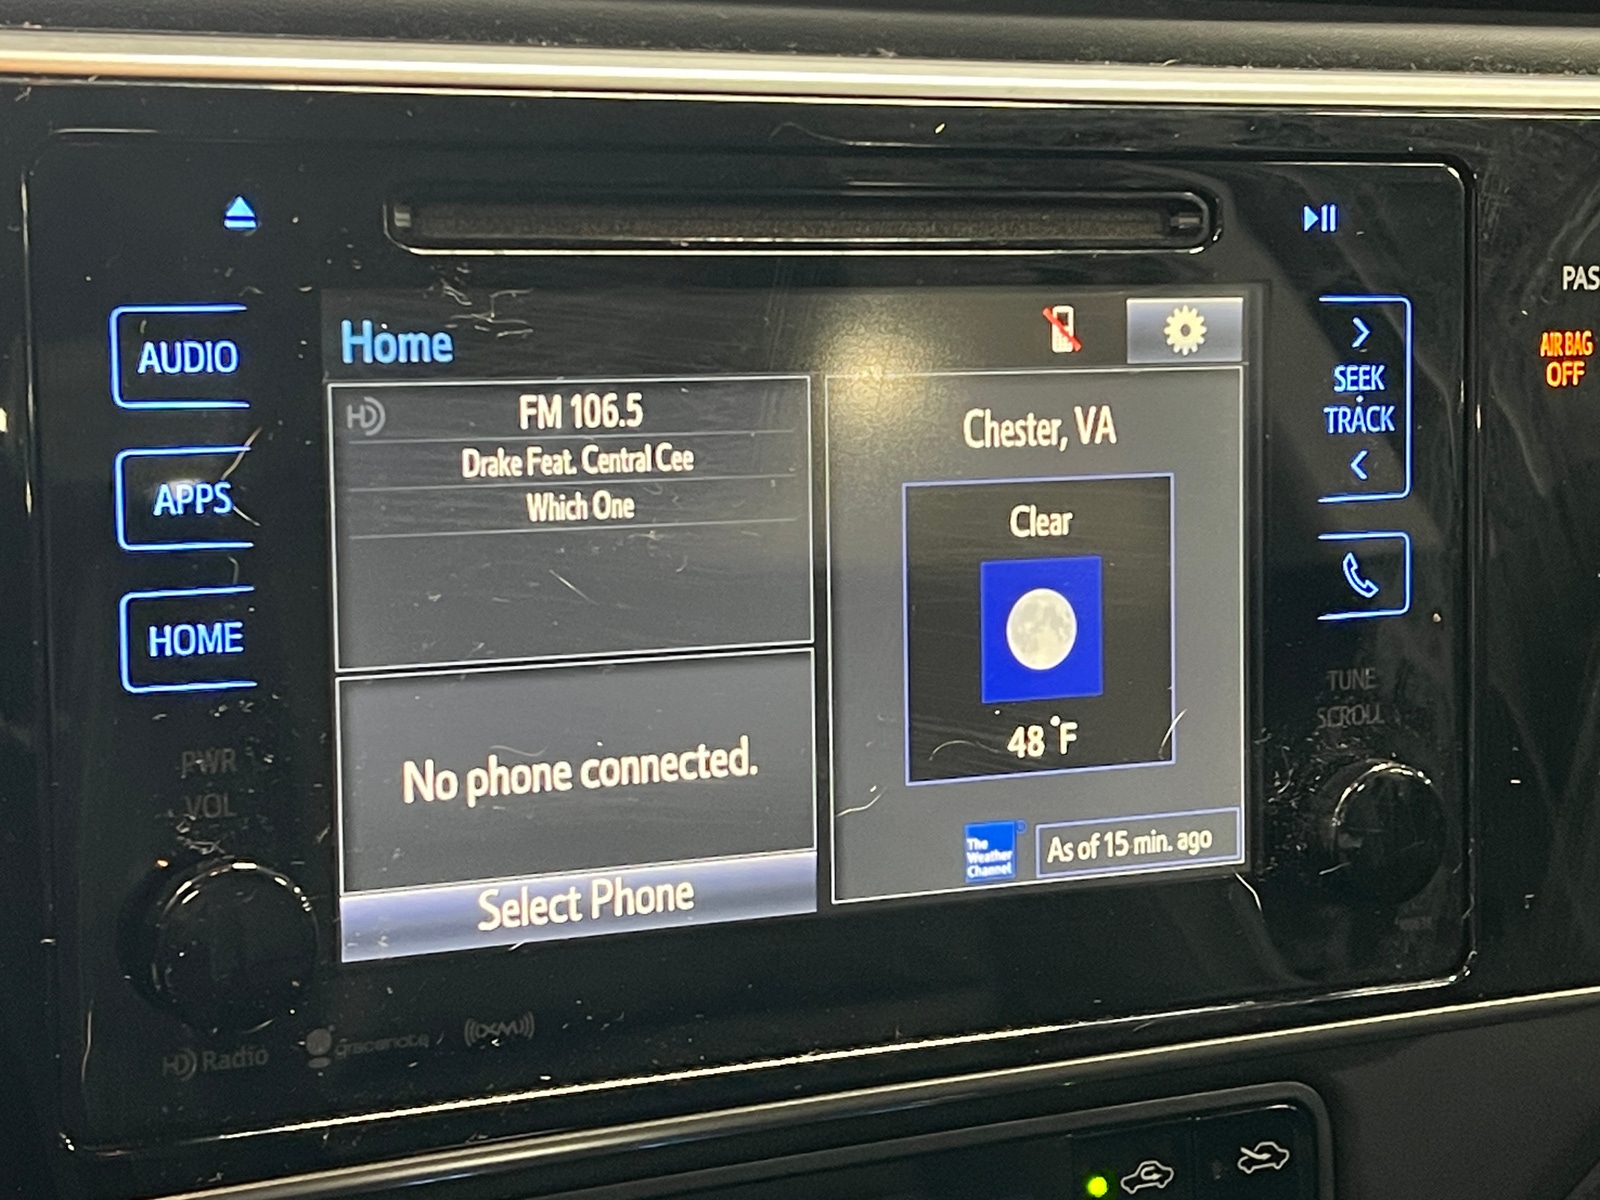 PAS
AIR BAG
OFF
AUDIO
APPS
HOME
PWR
VOL
Home
HD
FM 106.5
Drake Feat. Central Cee
Which One
No phone connected.
Select Phone
Chester, VA
Clear
48°F
The
Weather
Channel
As of 15 min. ago
>
SEEK
TRACK
<
TUNE
SCROLL
HD Radio
gracenote
((XM))